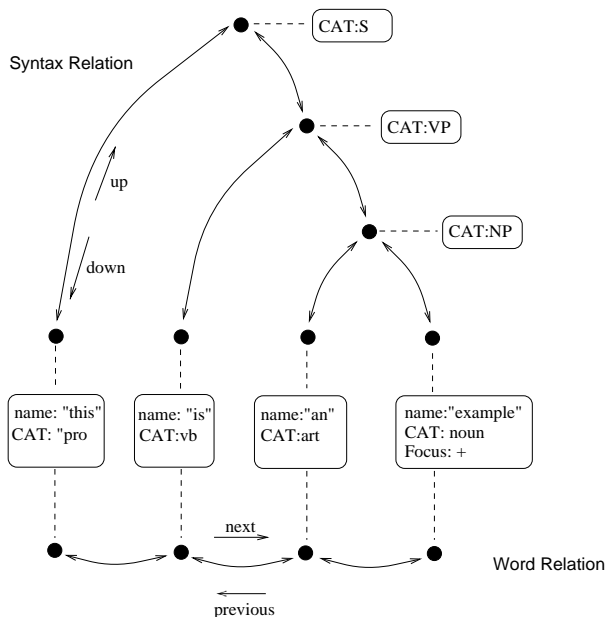 CAT:S
Syntax Relation
CAT:VP
up
CAT:NP
down
name: "this"
CAT: "pro
name: "is"
CAT:vb
name:"an"
CAT:art
name:"example"
CAT: noun
Focus: +
next
Word Relation
previous